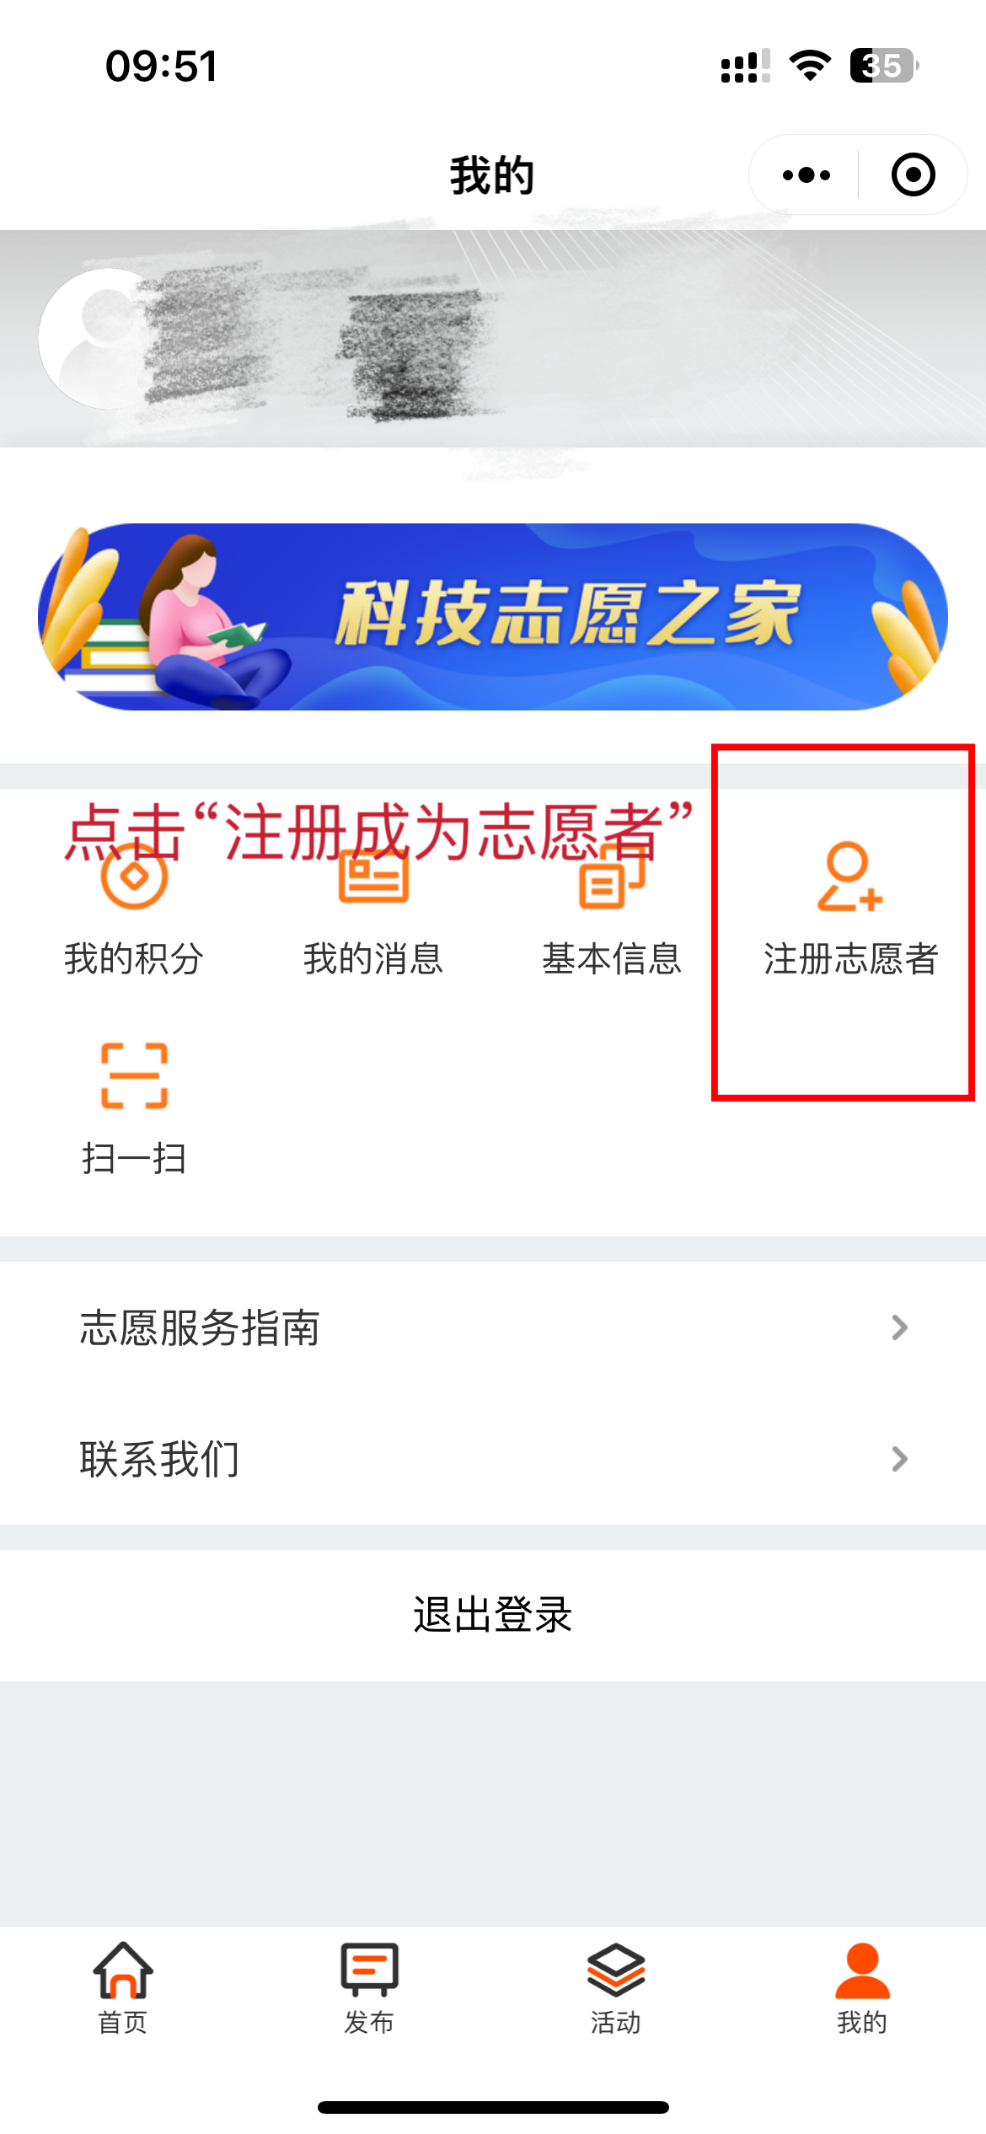 09:51
35
我的
科技志愿之家
点击“注册成为志愿者”
我的积分 我的消息 基本信息 注册志愿者
扫一扫
志愿服务指南
联系我们
退出登录
首页 发布 活动 我的